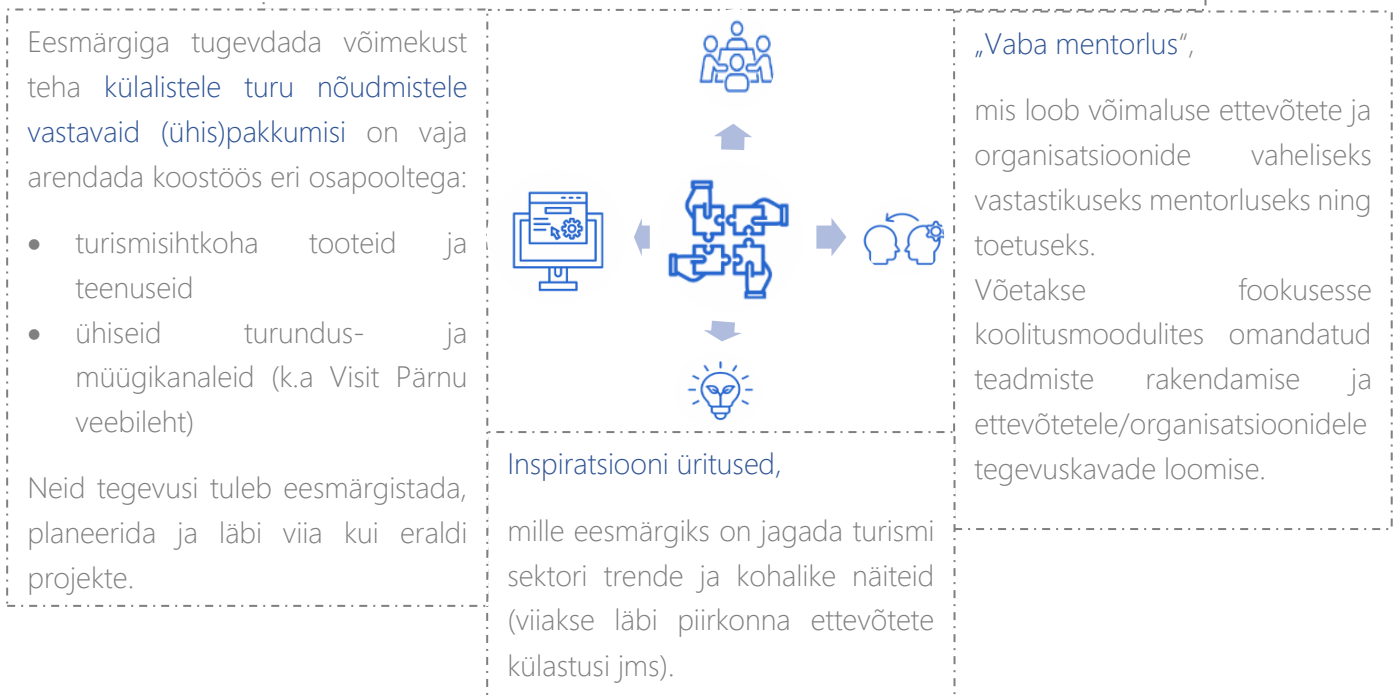 Eesmärgiga tugevdada võimekust
teha külalistele turu nõudmistele
vastavaid (ühis)pakkumisi on vaja
arendada koostöös eri osapooltega:
• turismisihtkoha tooteid ja
teenuseid
• ühiseid turundus- ja
müügikanaleid (k.a Visit Pärnu
veebileht)
Neid tegevusi tuleb eesmärgistada,
planeerida ja läbi viia kui eraldi
projekte.
Inspiratsiooni üritused,
mille eesmärgiks on jagada turismi
sektori trende ja kohalike näiteid
(viiakse läbi piirkonna ettevõtete
külastusi jms).
„Vaba mentorlus“,
mis loob võimaluse ettevõtete ja
organisatsioonide vaheliseks
vastastikuseks mentorluseks ning
toetuseks.
Võetakse fookusesse
koolitusmoodulites omandatud
teadmiste rakendamise ja
ettevõtetele/organisatsioonidele
tegevuskavade loomise.